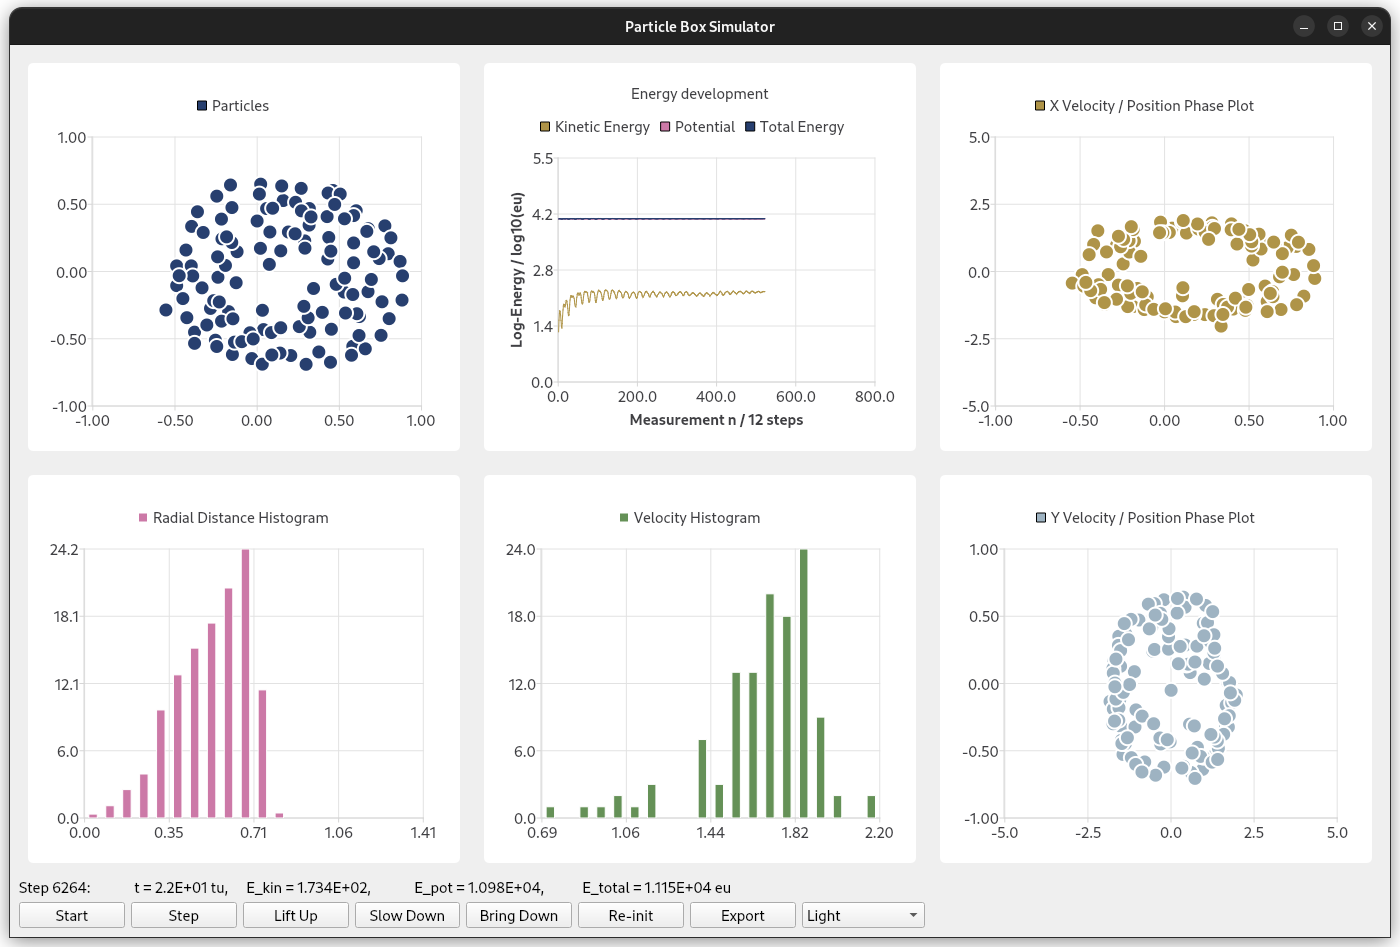 Particle Box Simulator
Particles
1.00
0.50
0.00
-0.50
-1.00
-1.00 -0.50 0.00 0.50 1.00
Energy development
Kinetic Energy Potential Total Energy
Log-Energy / log10(eu)
5.5
4.2
2.8
1.4
0.0
0.0 200.0 400.0 600.0 800.0
Measurement n / 12 steps
X Velocity / Position Phase Plot
5.0
2.5
0.0
-2.5
-5.0
-1.00 -0.50 0.00 0.50 1.00
Radial Distance Histogram
24.2
18.1
12.1
6.0
0.0
0.00 0.35 0.71 1.06 1.41
Velocity Histogram
24.0
18.0
12.0
6.0
0.0
0.69 1.06 1.44 1.82 2.20
Y Velocity / Position Phase Plot
1.00
0.50
0.00
-0.50
-1.00
-5.0 -2.5 0.0 2.5 5.0
Step 6264: t = 2.2E+01 tu, E_kin = 1.734E+02, E_pot = 1.098E+04, E_total = 1.115E+04 eu
Start Step Lift Up Slow Down Bring Down Re-init Export Light